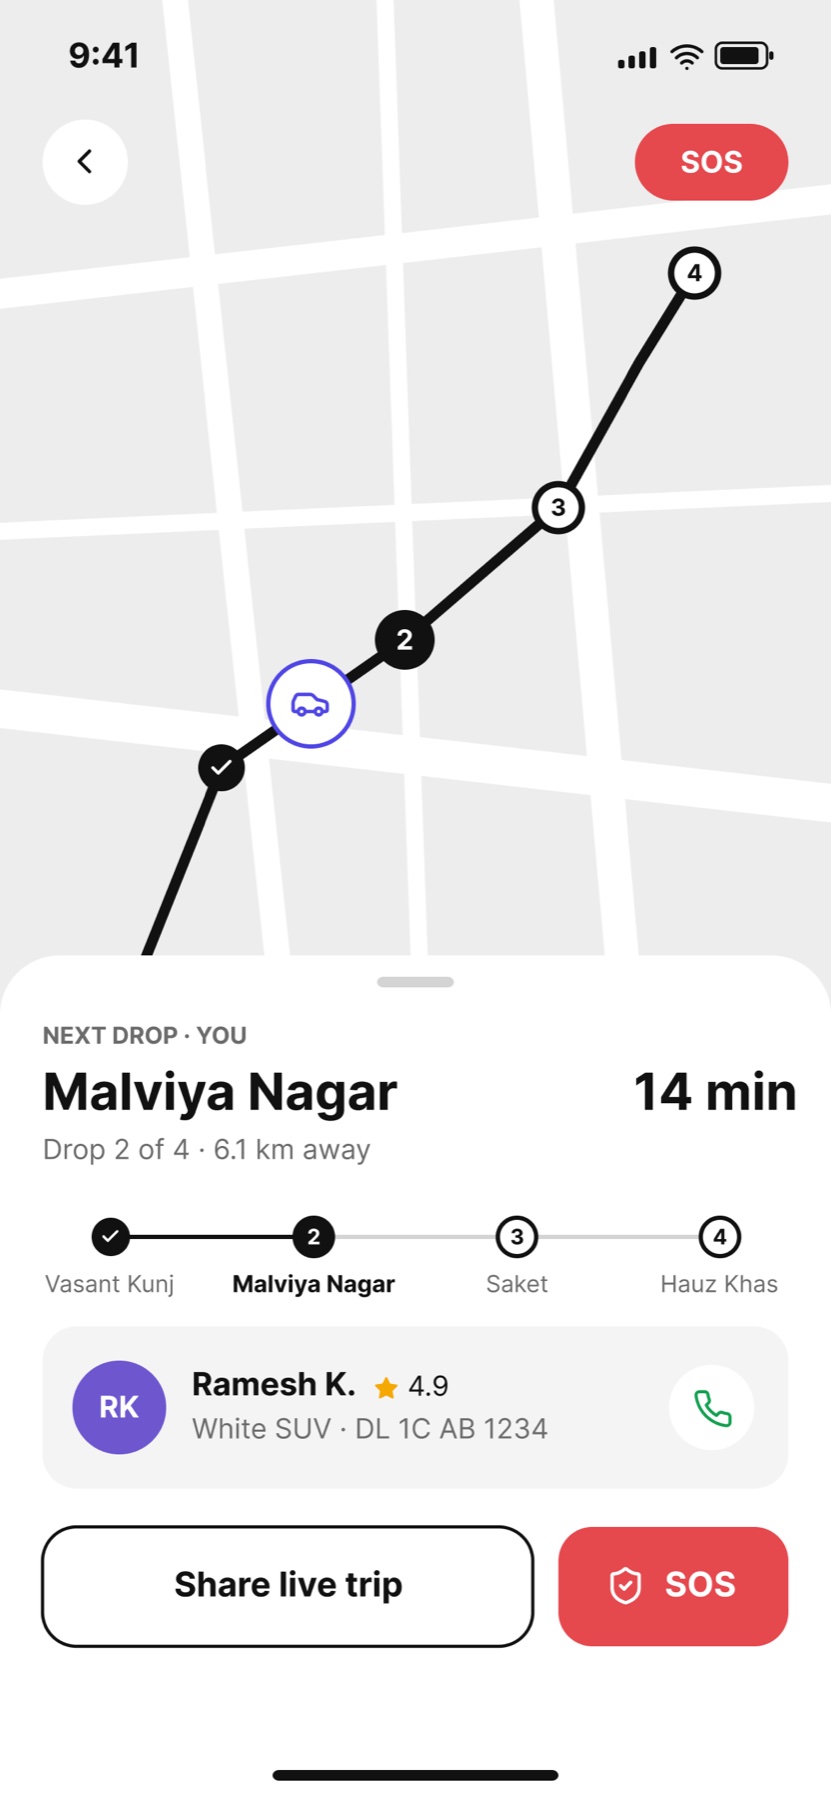 9:41
SOS
4
3
2
NEXT DROP · YOU
Malviya Nagar 14 min
Drop 2 of 4 · 6.1 km away
2 3 4
Vasant Kunj Malviya Nagar Saket Hauz Khas
RK Ramesh K. 4.9
White SUV · DL 1C AB 1234
Share live trip SOS